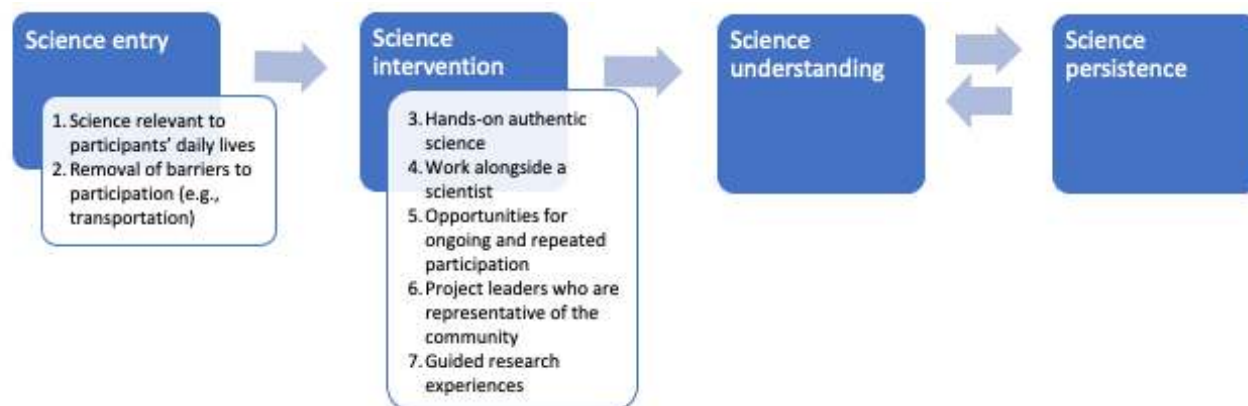 Science entry
1. Science relevant to
participants' daily lives
2. Removal of barriers to
participation (e.g.,
transportation)
Science
intervention
3. Hands-on authentic
science
4. Work alongside a
scientist
5. Opportunities for
ongoing and repeated
participation
6. Project leaders who are
representative of the
community
7. Guided research
experiences
Science
understanding
Science
persistence